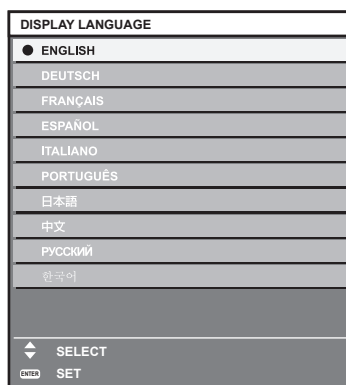 DISPLAY LANGUAGE
ENGLISH
DEUTSCH
FRANÇAIS
ESPAÑOL
ITALIANO
PORTUGUÊS
日本語
中文
РУССКИЙ
한국어
SELECT
ENTER SET